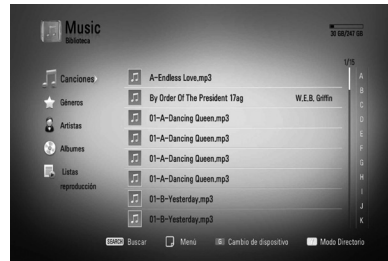 Music
Biblioteca
30 GB/247 GB
1/15
Canciones
Géneros
Artistas
Albumes
Listas
reproducción
A-Endless Love.mp3
By Order Of The President 17ag W.E.B. Griffin
01-A-Dancing Queen.mp3
01-A-Dancing Queen.mp3
01-A-Dancing Queen.mp3
01-A-Dancing Queen.mp3
01-B-Yesterday.mp3
01-B-Yesterday.mp3
A
B
C
D
E
F
G
H
I
J
K
SEARCH Buscar Menú Cambio de dispositivo Modo Directorio